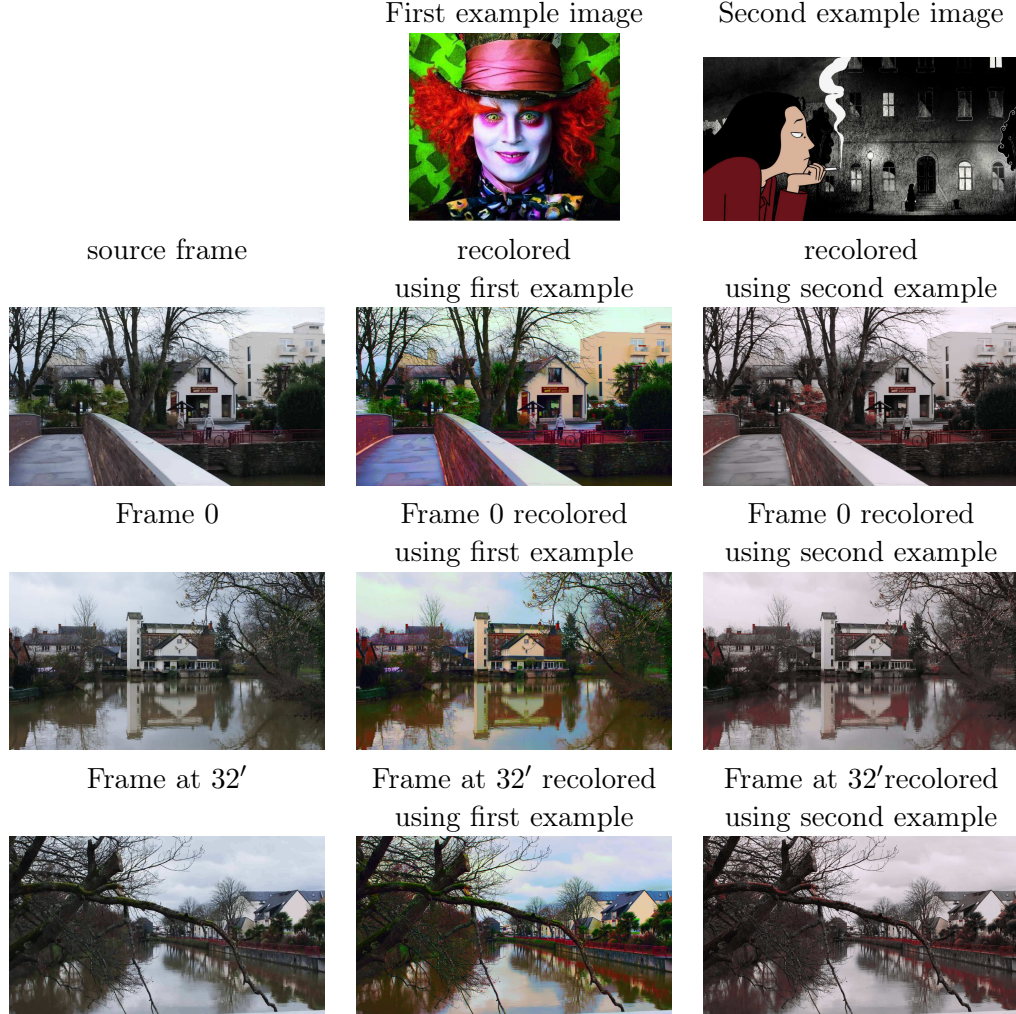 First example image
Second example image
source frame
recolored
using first example
recolored
using second example
Frame 0
Frame 0 recolored
using first example
Frame 0 recolored
using second example
Frame at 32′
Frame at 32′ recolored
using first example
Frame at 32′recolored
using second example